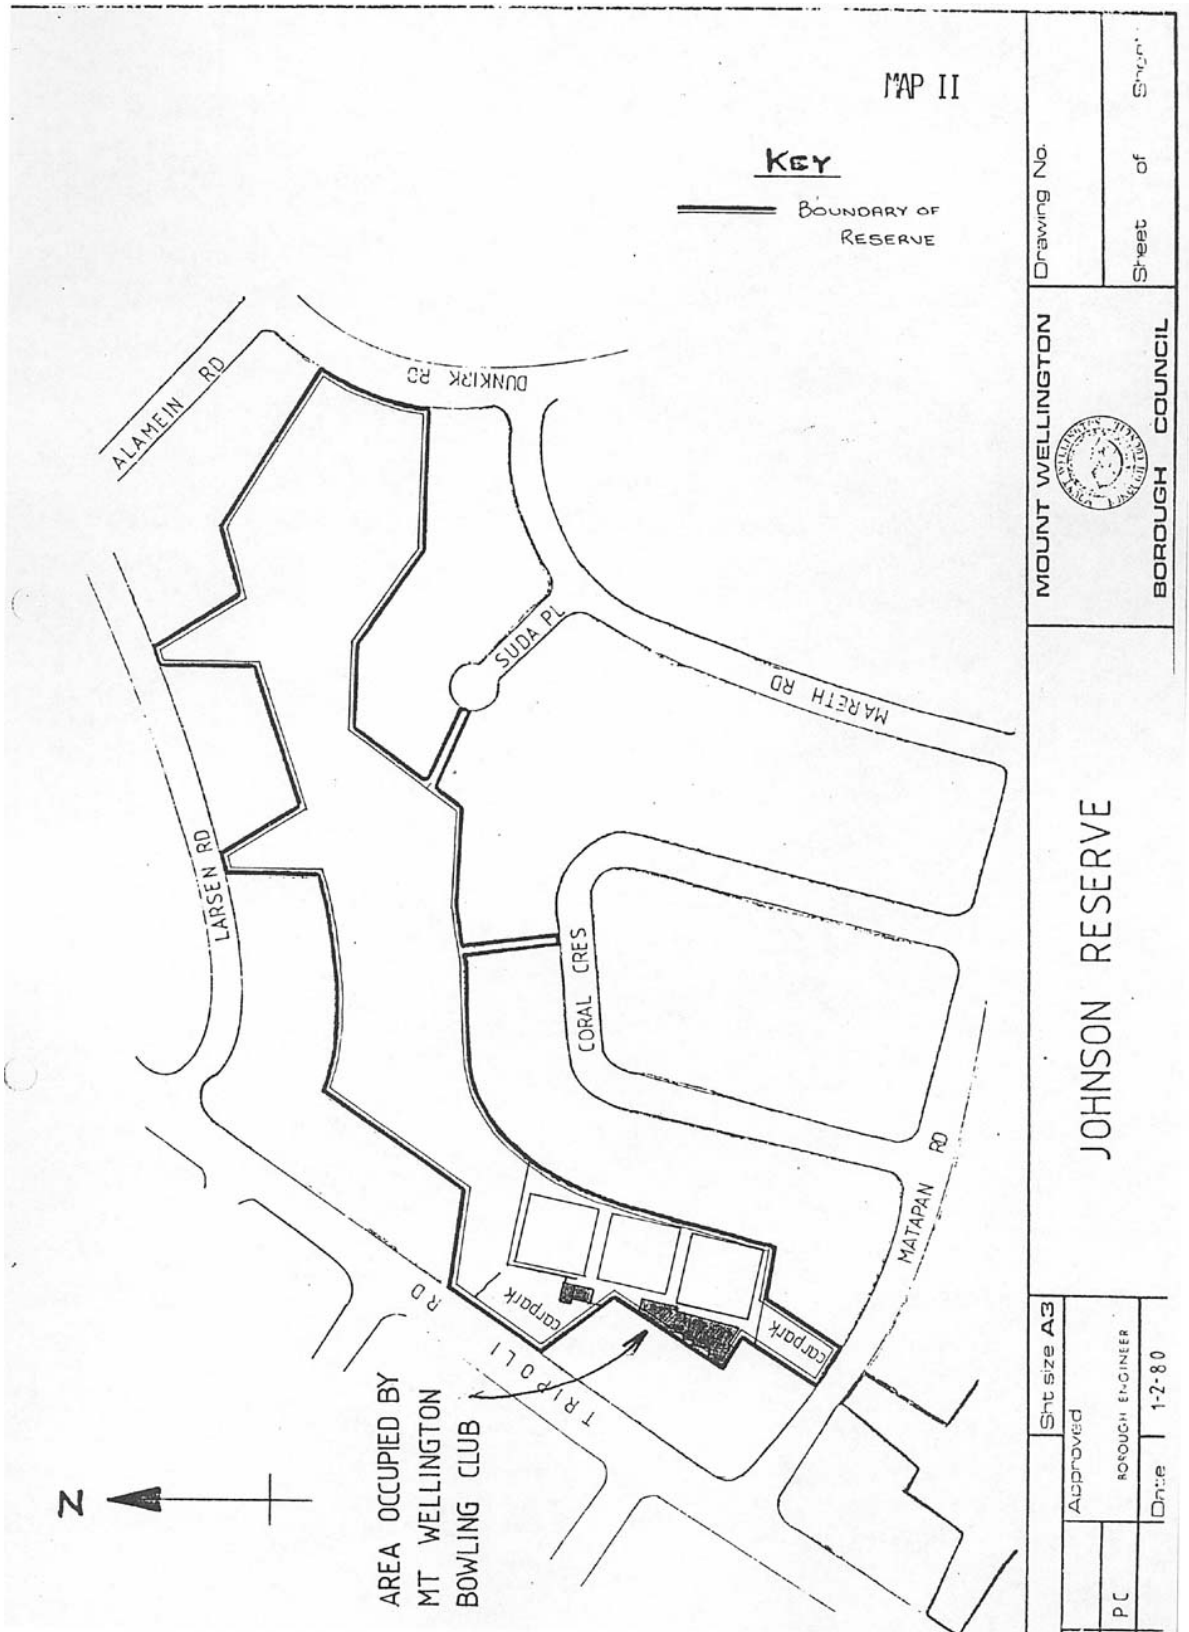 MAP II
KEY
BOUNDARY OF
RESERVE
ALAMEIN RD
DUNKIRK RD
LARSEN RD
SUDA PL
MARETH RD
CORAL CRES
MATAPAN RD
TRIPOLI RD
carpark
carpark
AREA OCCUPIED BY
MT WELLINGTON
BOWLING CLUB
N
Drawing No.
Sheet of
MOUNT WELLINGTON
BOROUGH COUNCIL
JOHNSON RESERVE
Sht size A3
Approved
BOROUGH ENGINEER
PC
Date 1-2-80